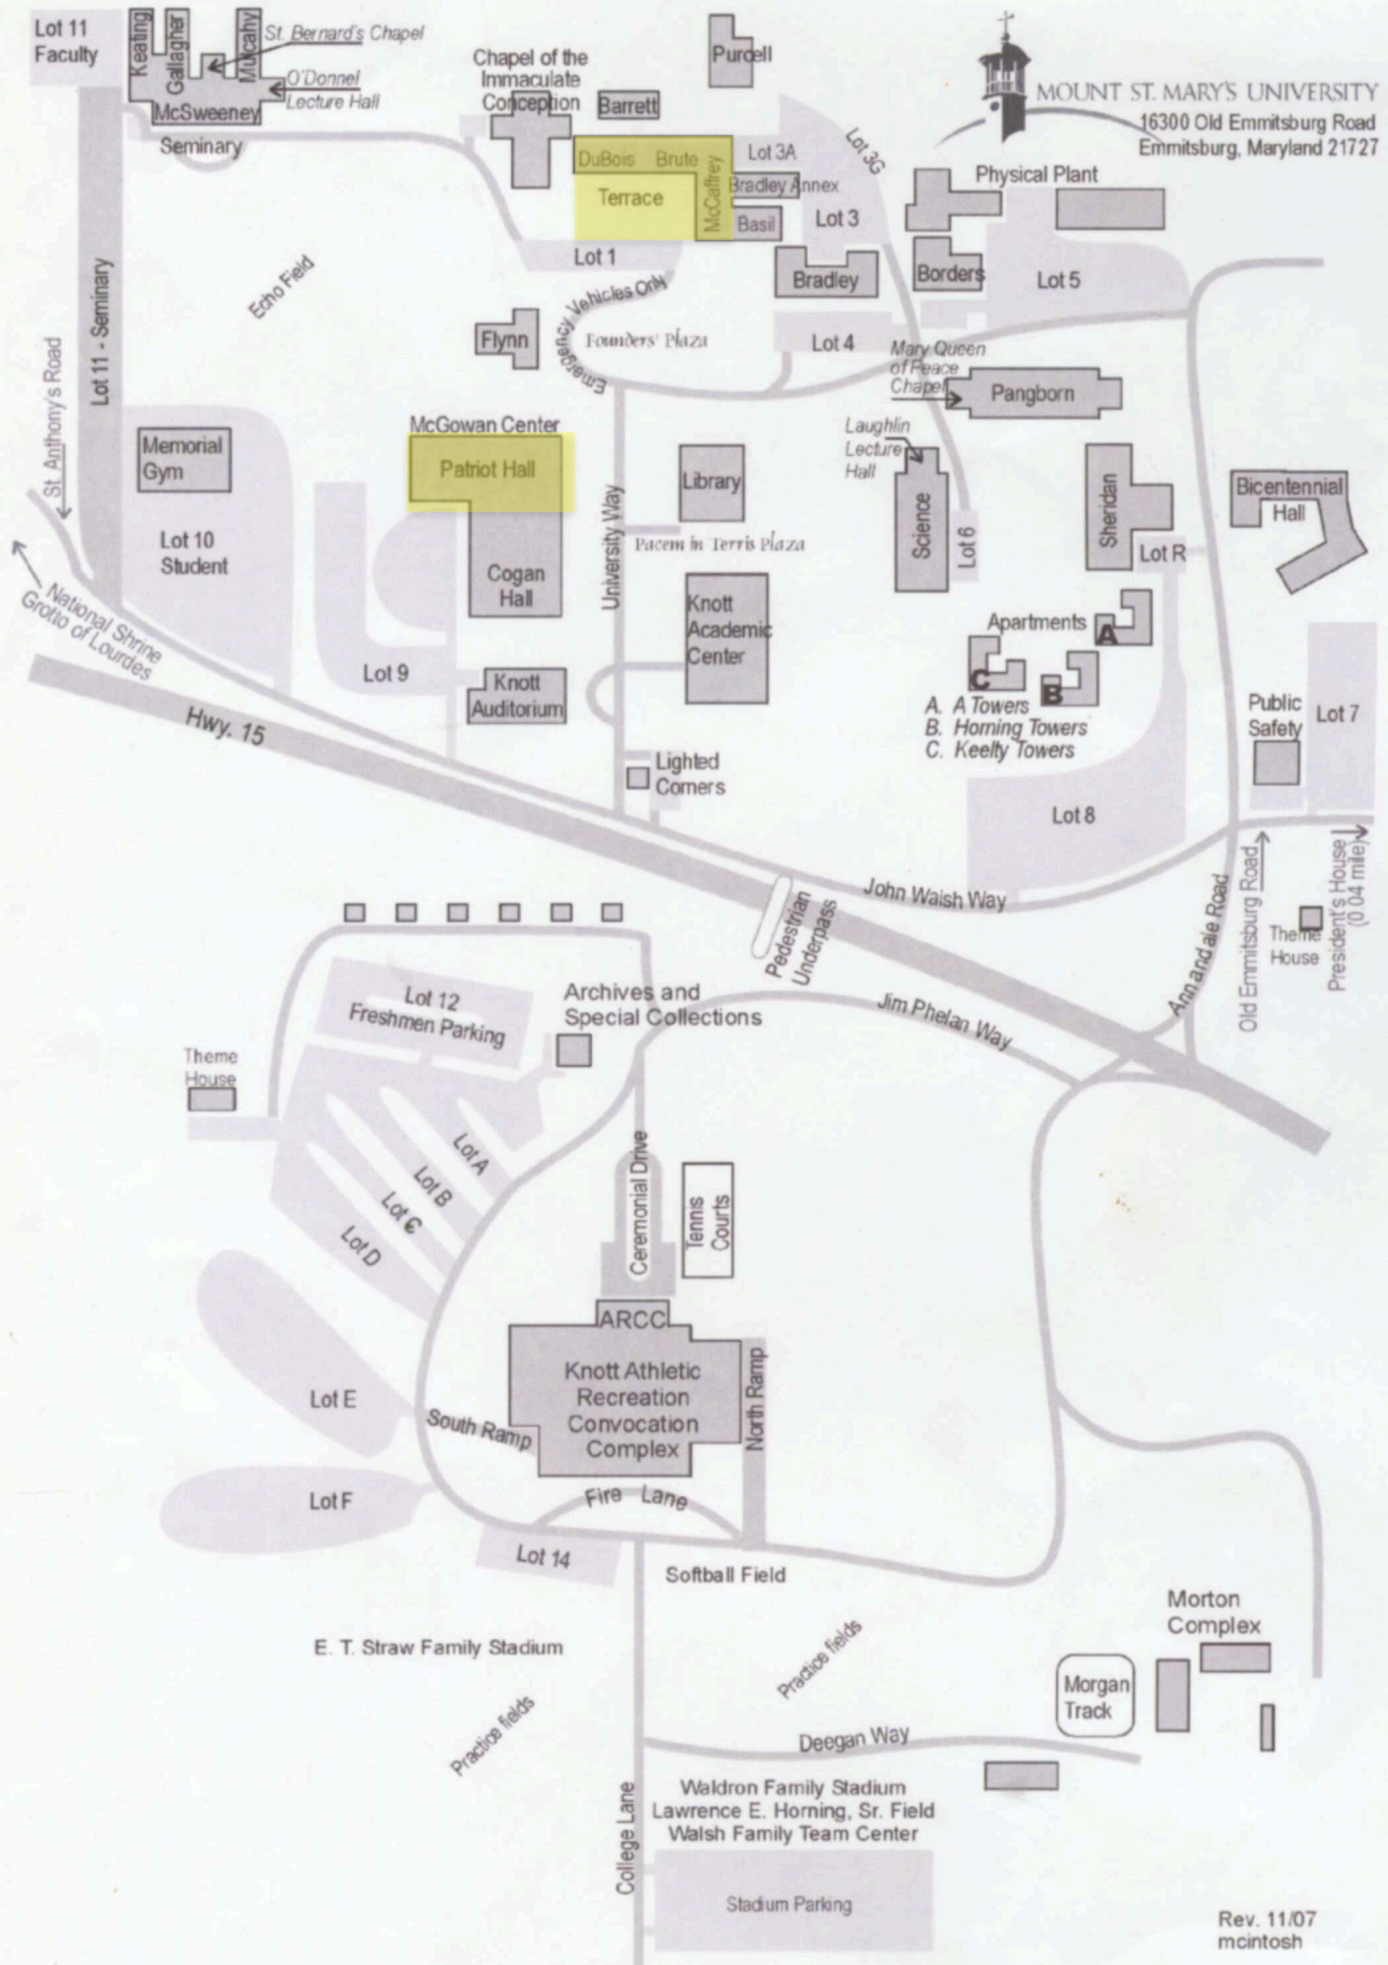 Lot 11
Faculty
Keating
Gallagher
Mulcahy
St. Bernard's Chapel
O'Donnel
Lecture Hall
McSweeney
Seminary
Chapel of the
Immaculate
Conception
Barrett
Purcell
MOUNT ST. MARY'S UNIVERSITY
16300 Old Emmitsburg Road
Emmitsburg, Maryland 21727
DuBois
Brute
McCaffrey
Terrace
Lot 3A
Lot 3G
Bradley Annex
Basil
Lot 3
Physical Plant
Lot 1
Bradley
Borders
Lot 5
Echo Field
Lot 11 - Seminary
St. Anthony's Road
Emergency Vehicles Only
Flynn
Founders' Plaza
Lot 4
Mary Queen
of Peace
Chapel
Pangborn
McGowan Center
Patriot Hall
Memorial
Gym
Library
Laughlin
Lecture
Hall
Science
Lot 6
Sheridan
Bicentennial
Hall
Lot R
Lot 10
Student
Cogan
Hall
University Way
Pacem in Terris Plaza
Knott
Academic
Center
Apartments
A
C
B
A. A Towers
B. Horning Towers
C. Keelty Towers
National Shrine
Grotto of Lourdes
Lot 9
Knott
Auditorium
Public
Safety
Lot 7
Hwy. 15
Lighted
Corners
Lot 8
John Walsh Way
Pedestrian
Underpass
Annandale Road
Old Emmitsburg Road
Theme
House
President's House
(0.04 mile)
Lot 12
Freshmen Parking
Archives and
Special Collections
Jim Phelan Way
Theme
House
Lot A
Lot B
Lot C
Lot D
Ceremonial Drive
Tennis
Courts
ARCC
Knott Athletic
Recreation
Convocation
Complex
North Ramp
Lot E
South Ramp
Lot F
Fire Lane
Lot 14
Softball Field
E. T. Straw Family Stadium
Practice fields
Practice fields
Morton
Complex
Morgan
Track
Deegan Way
College Lane
Waldron Family Stadium
Lawrence E. Horning, Sr. Field
Walsh Family Team Center
Stadium Parking
Rev. 11/07
mcintosh